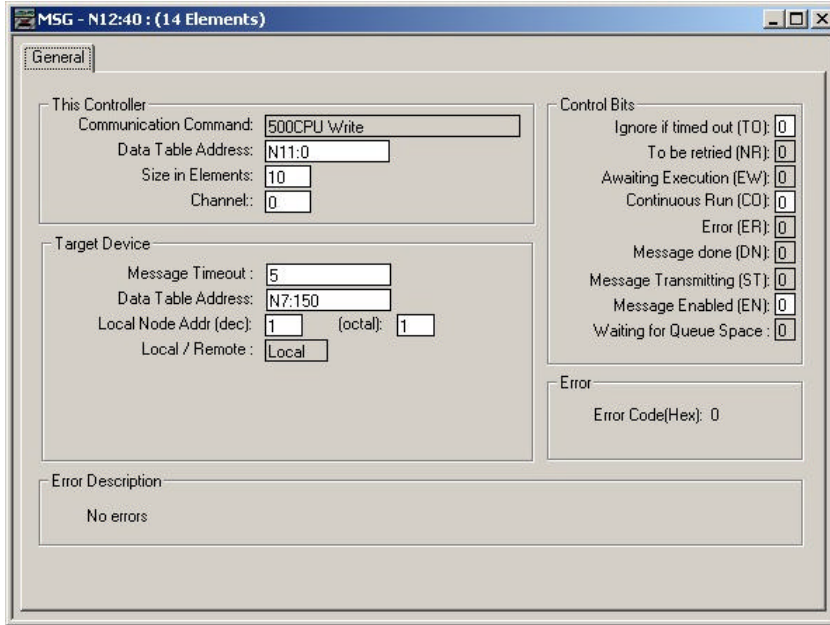 MSG - N12:40 : (14 Elements)
General
This Controller
Communication Command: 500CPU Write
Data Table Address: N11:0
Size in Elements: 10
Channel:: 0
Target Device
Message Timeout : 5
Data Table Address: N7:150
Local Node Addr (dec): 1 (octal): 1
Local / Remote : Local
Control Bits
Ignore if timed out (TO): 0
To be retried (NR): 0
Awaiting Execution (EW): 0
Continuous Run (CO): 0
Error (ER): 0
Message done (DN): 0
Message Transmitting (ST): 0
Message Enabled (EN): 0
Waiting for Queue Space : 0
Error
Error Code(Hex): 0
Error Description
No errors